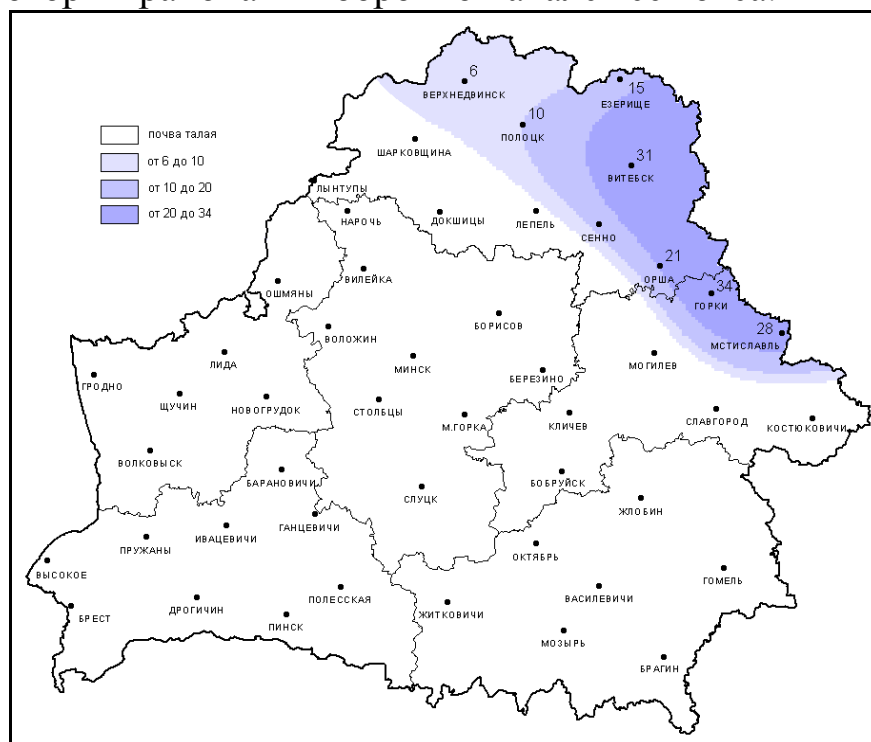 6
ВЕРХНЕДВИНСК
15
ЕЗЕРИЩЕ
10
ПОЛОЦК
почва талая
от 6 до 10
от 10 до 20
от 20 до 34
ШАРКОВЩИНА
31
ВИТЕБСК
ЛЫНТУПЫ
НАРОЧЬ
ДОКШИЦЫ
ЛЕПЕЛЬ
СЕННО
21
ОРША
ВИЛЕЙКА
ОШМЯНЫ
34
ГОРКИ
БОРИСОВ
28
МСТИСЛАВЛЬ
ВОЛОЖИН
ЛИДА
МИНСК
МОГИЛЕВ
ГРОДНО
БЕРЕЗИНО
ЩУЧИН
НОВОГРУДОК
СТОЛБЦЫ
М.ГОРКА
КЛИЧЕВ
СЛАВГОРОД
КОСТЮКОВИЧИ
ВОЛКОВЫСК
БАРАНОВИЧИ
БОБРУЙСК
СЛУЦК
ЖЛОБИН
ГАНЦЕВИЧИ
ИВАЦЕВИЧИ
ПРУЖАНЫ
ОКТЯБРЬ
ВЫСОКОЕ
ГОМЕЛЬ
ВАСИЛЕВИЧИ
ПОЛЕССКАЯ
ДРОГИЧИН
ЖИТКОВИЧИ
БРЕСТ
ПИНСК
МОЗЫРЬ
БРАГИН